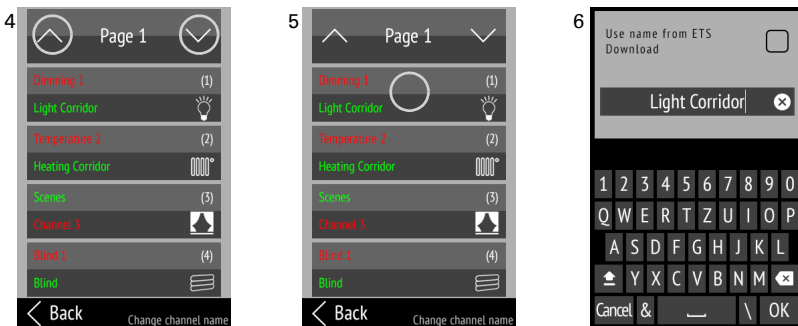 4
Page 1
Dimming 1 (1)
Light Corridor
Temperature 2 (2)
Heating Corridor
Scenes (3)
Channel 3
Blind 1 (4)
Blind
Back
Change channel name
5
Page 1
Dimming 1 (1)
Light Corridor
Temperature 2 (2)
Heating Corridor
Scenes (3)
Channel 3
Blind 1 (4)
Blind
Back
Change channel name
6
Use name from ETS
Download
Light Corridor
1 2 3 4 5 6 7 8 9 0
Q W E R T Z U I O P
A S D F G H J K L
Y X C V B N M
Cancel & \ OK